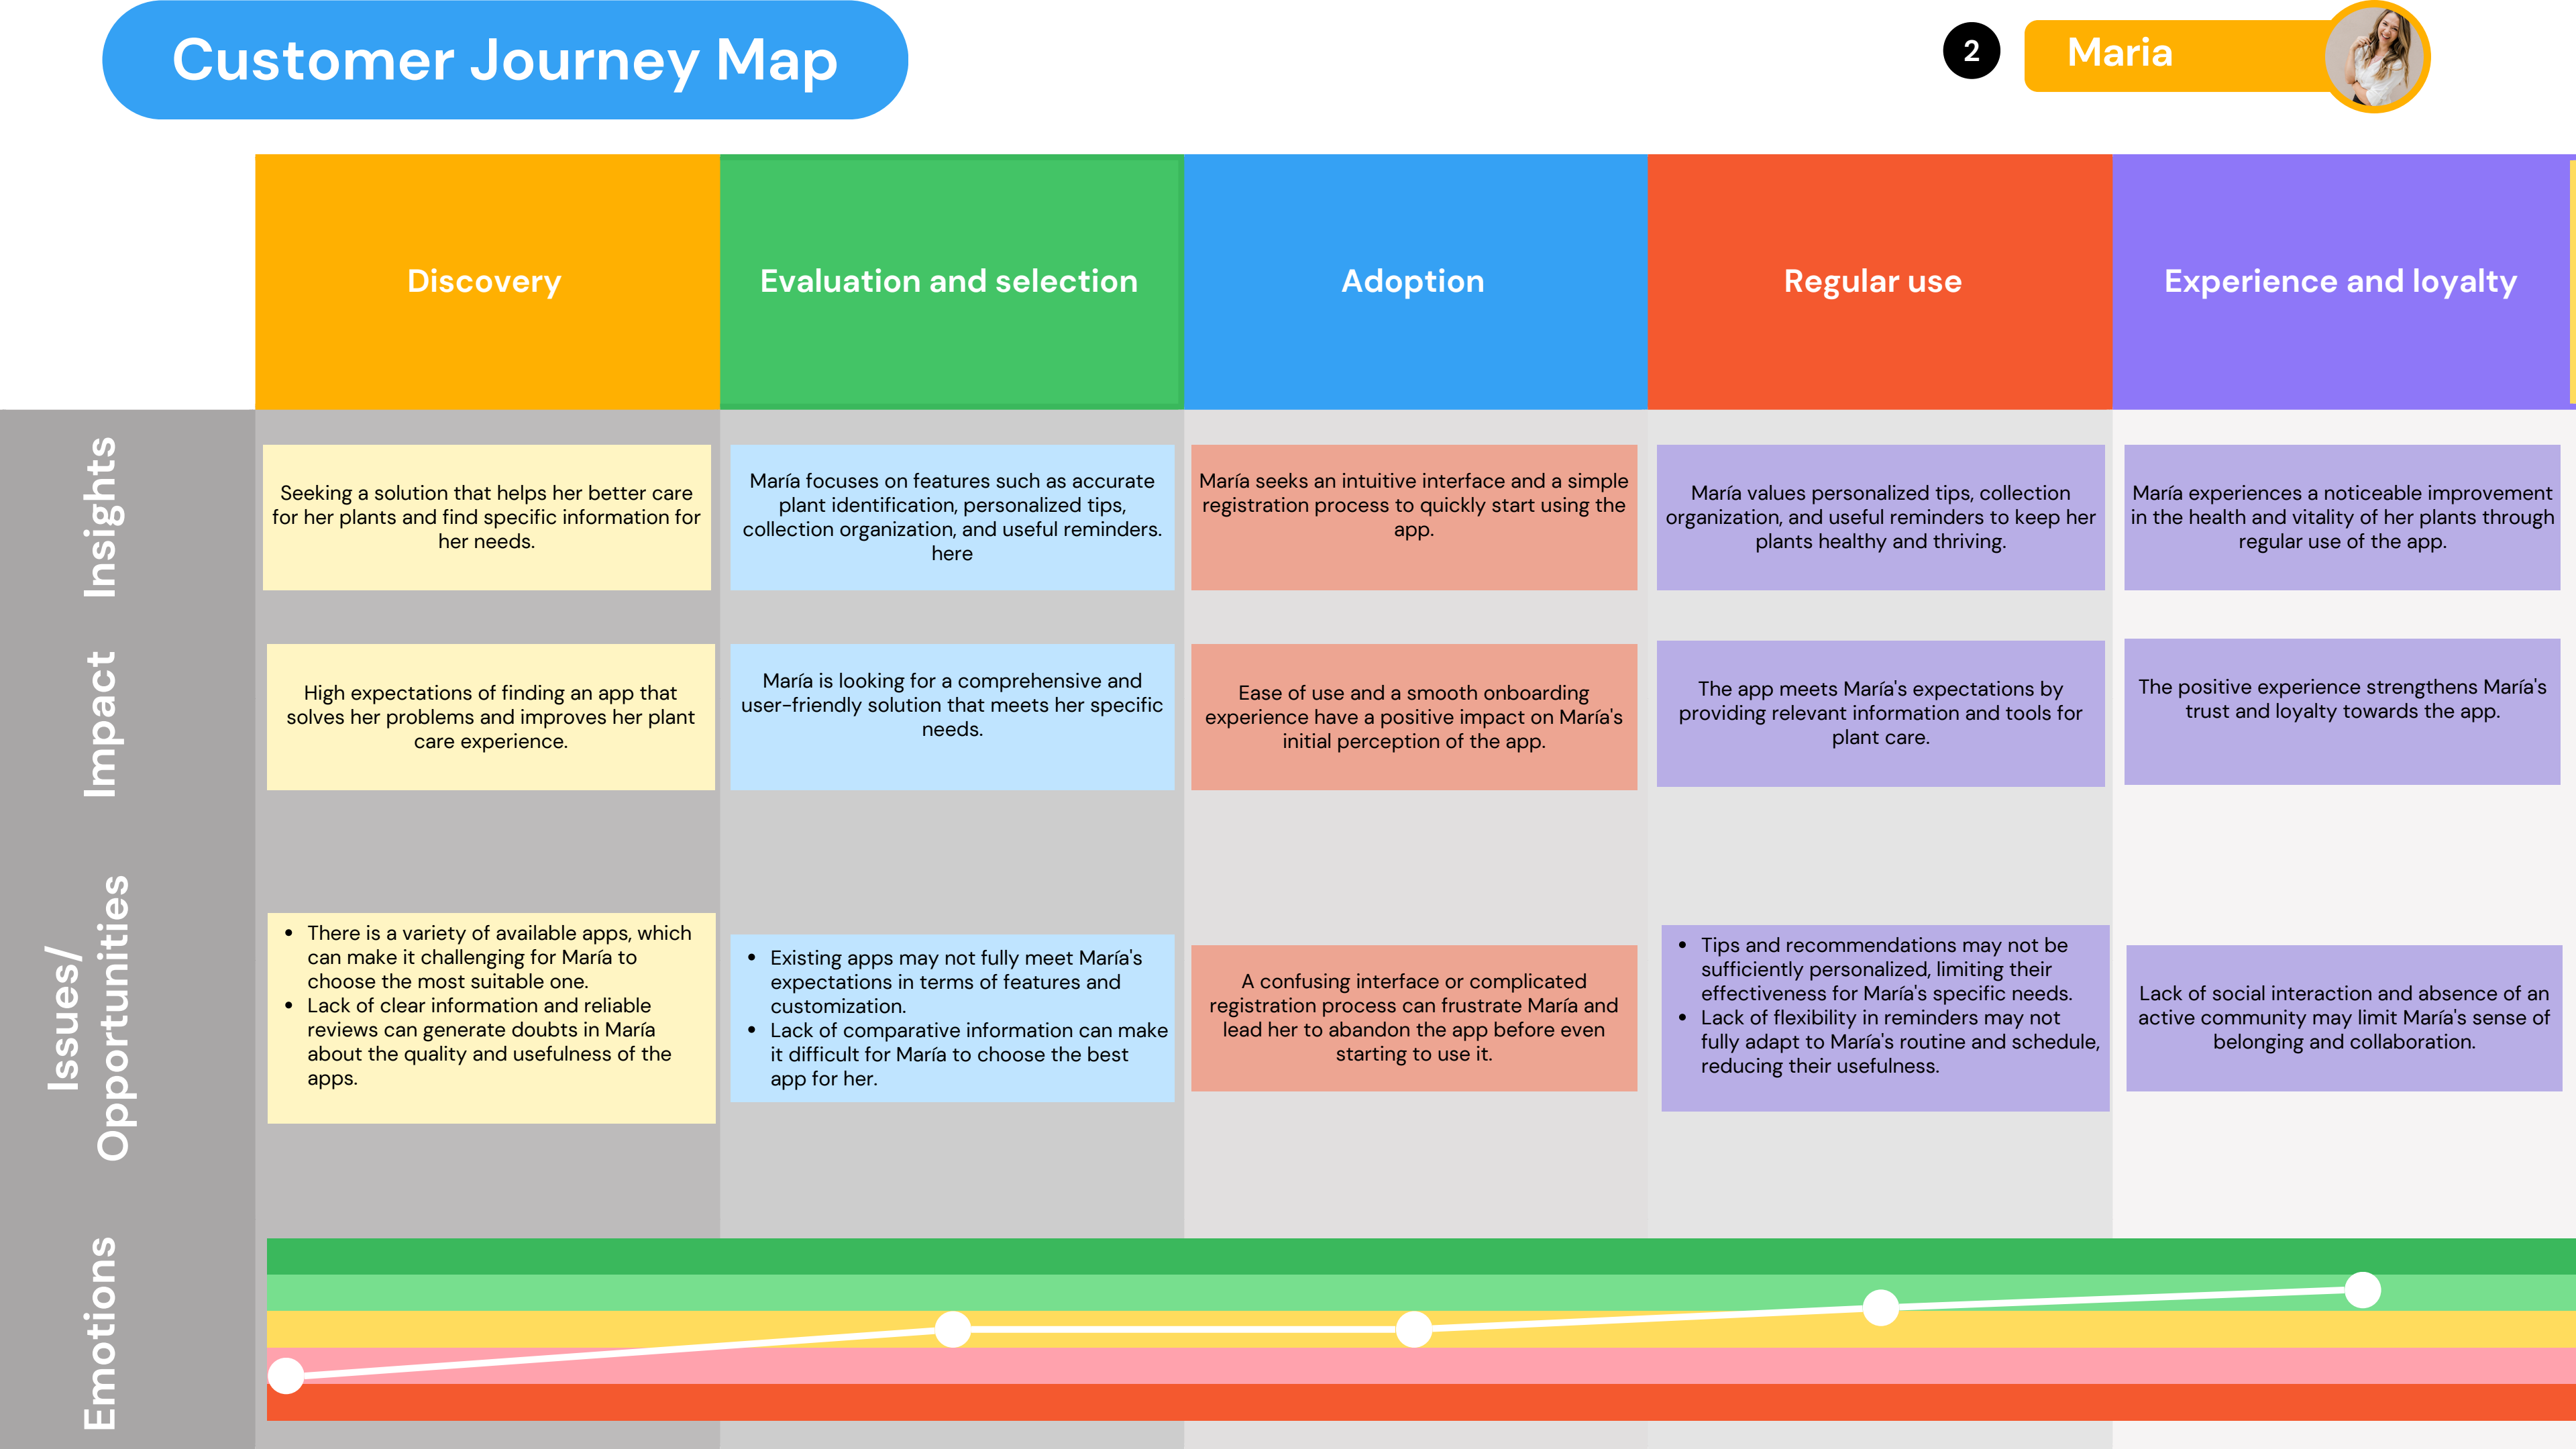 Customer Journey Map
2
Maria
Discovery
Evaluation and selection
Adoption
Regular use
Experience and loyalty
Insights
Seeking a solution that helps her better care
for her plants and find specific information for
her needs.
María focuses on features such as accurate
plant identification, personalized tips,
collection organization, and useful reminders.
here
María seeks an intuitive interface and a simple
registration process to quickly start using the
app.
María values personalized tips, collection
organization, and useful reminders to keep her
plants healthy and thriving.
María experiences a noticeable improvement
in the health and vitality of her plants through
regular use of the app.
Impact
High expectations of finding an app that
solves her problems and improves her plant
care experience.
María is looking for a comprehensive and
user-friendly solution that meets her specific
needs.
Ease of use and a smooth onboarding
experience have a positive impact on María's
initial perception of the app.
The app meets María's expectations by
providing relevant information and tools for
plant care.
The positive experience strengthens María's
trust and loyalty towards the app.
Issues/
Opportunities
• There is a variety of available apps, which
can make it challenging for María to
choose the most suitable one.
• Lack of clear information and reliable
reviews can generate doubts in María
about the quality and usefulness of the
apps.
• Existing apps may not fully meet María's
expectations in terms of features and
customization.
• Lack of comparative information can make
it difficult for María to choose the best
app for her.
A confusing interface or complicated
registration process can frustrate María and
lead her to abandon the app before even
starting to use it.
• Tips and recommendations may not be
sufficiently personalized, limiting their
effectiveness for María's specific needs.
• Lack of flexibility in reminders may not
fully adapt to María's routine and schedule,
reducing their usefulness.
Lack of social interaction and absence of an
active community may limit María's sense of
belonging and collaboration.
Emotions